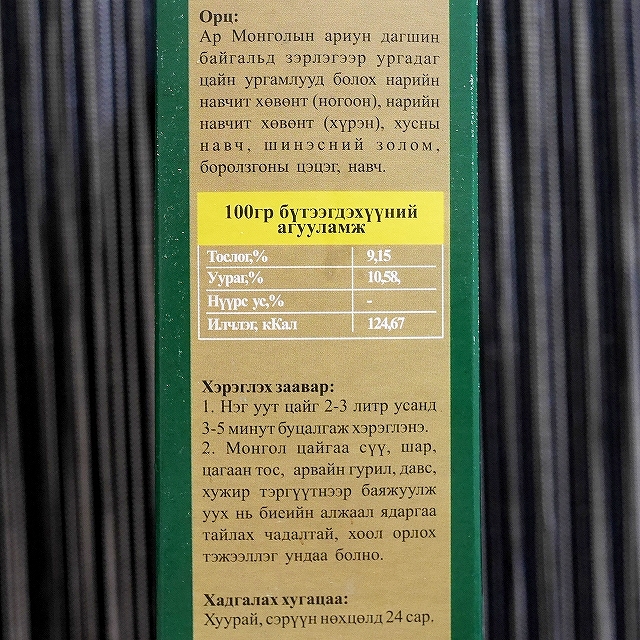 Орц:
Ар Монголын ариун дагшин
байгальд зэрлэгээр ургадаг
цайн ургамлууд болох нарийн
навчит хөвөнт (ногоон), нарийн
навчит хөвөнт (хүрэн), хусны
навч, шинэсний золом,
боролзгоны цэцэг, навч.
100гр бүтээгдэхүүний
агууламж
Тослог,% 9,15
Уураг,% 10,58,
Нүүрс ус,% -
Илчлэг, кКал 124,67
Хэрэглэх заавар:
1. Нэг уут цайг 2-3 литр усанд
3-5 минут буцалгаж хэрэглэнэ.
2. Монгол цайгаа сүү, шар,
цагаан тос, арвайн гурил, давс,
хужир тэргүүтнээр баяжуулж
уух нь биеийн алжаал ядаргаа
тайлах чадалтай, хоол орлох
тэжээллэг ундаа болно.
Хадгалах хугацаа:
Хуурай, сэрүүн нөхцөлд 24 сар.